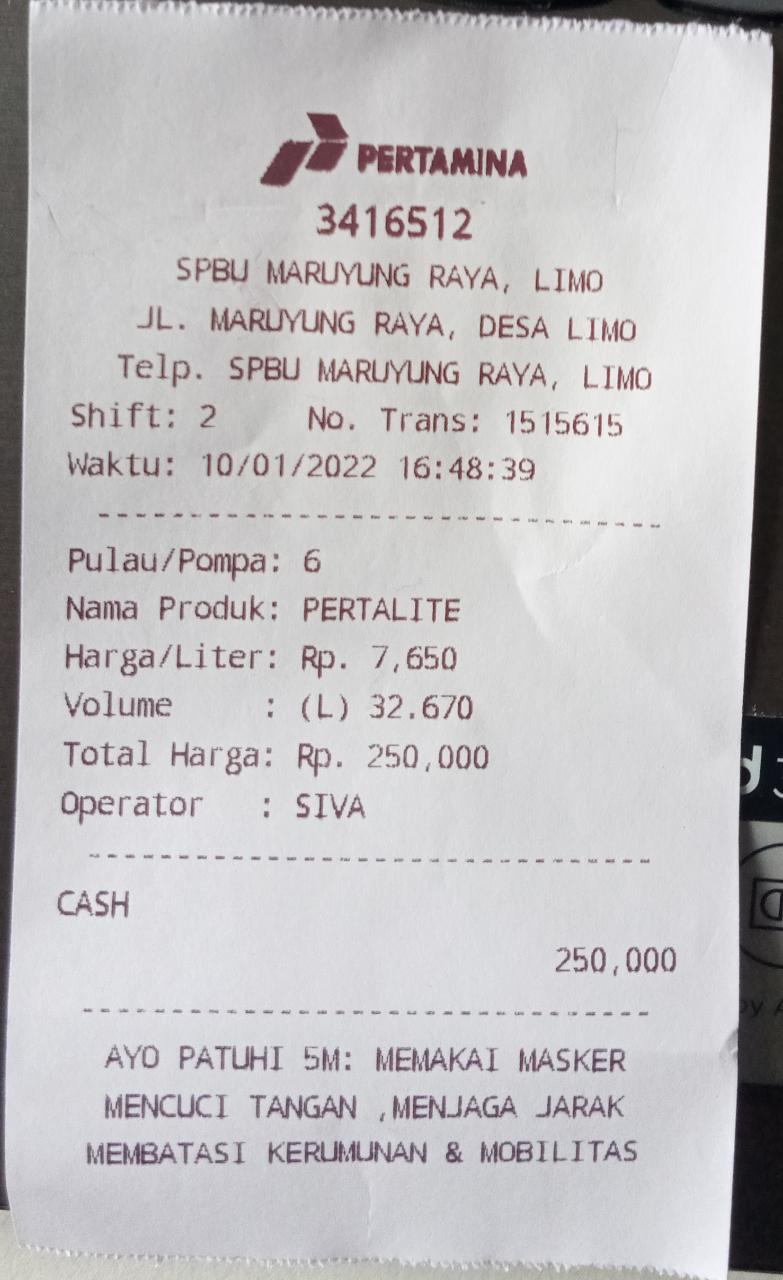 PERTAMINA
3416512
SPBU MARUYUNG RAYA, LIMO
JL. MARUYUNG RAYA, DESA LIMO
Telp. SPBU MARUYUNG RAYA, LIMO
Shift: 2 No. Trans: 1515615
Waktu: 10/01/2022 16:48:39
Pulau/Pompa: 6
Nama Produk: PERTALITE
Harga/Liter: Rp. 7,650
Volume : (L) 32.670
Total Harga: Rp. 250,000
Operator : SIVA
CASH
250,000
AYO PATUHI 5M: MEMAKAI MASKER
MENCUCI TANGAN ,MENJAGA JARAK
MEMBATASI KERUMUNAN & MOBILITAS